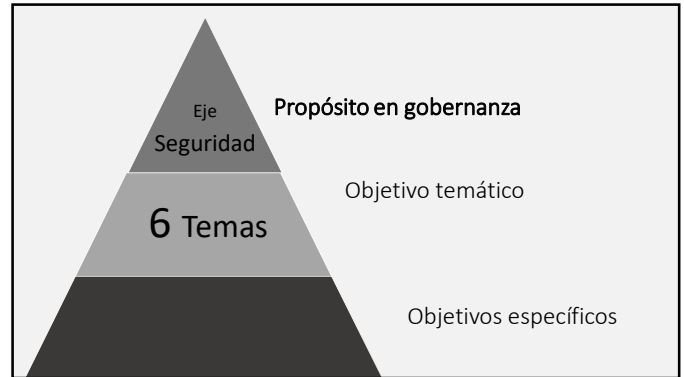 Eje
Seguridad
Propósito en gobernanza
Objetivo temático
6 Temas
Objetivos específicos